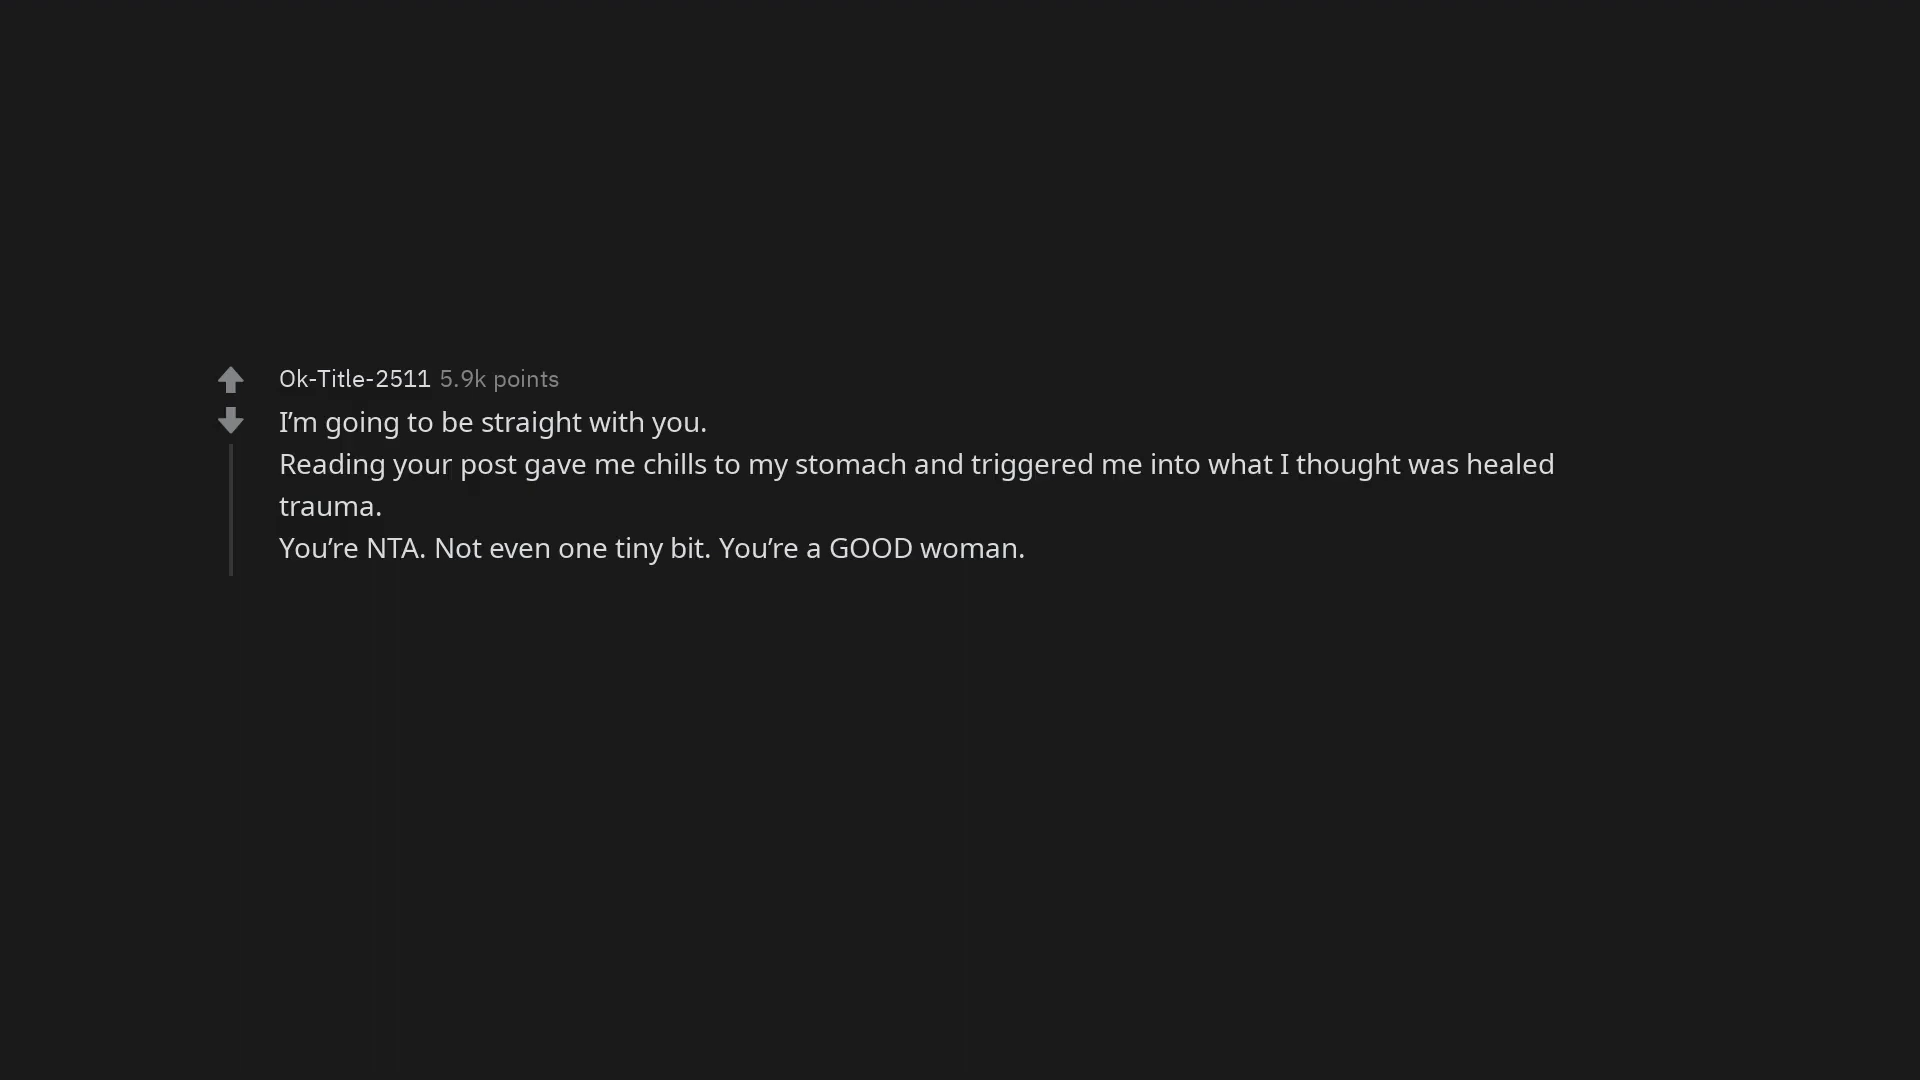 Ok-Title-2511 5.9k points
I’m going to be straight with you.
Reading your post gave me chills to my stomach and triggered me into what I thought was healed
trauma.
You’re NTA. Not even one tiny bit. You’re a GOOD woman.